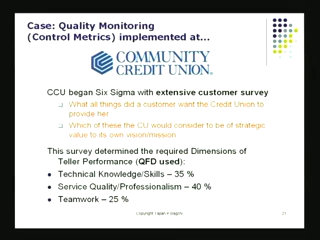 Case: Quality Monitoring
(Control Metrics) implemented at...
COMMUNITY
CREDIT UNION.
CCU began Six Sigma with extensive customer survey
What all things did a customer want the Credit Union to
provide her
Which of these the CU would consider to be of strategic
value to its own vision/mission
This survey determined the required Dimensions of
Teller Performance (QFD used):
Technical Knowledge/Skills – 35 %
Service Quality/Professionalism – 40 %
Teamwork – 25 %
Copyright Tapan P Bagchi